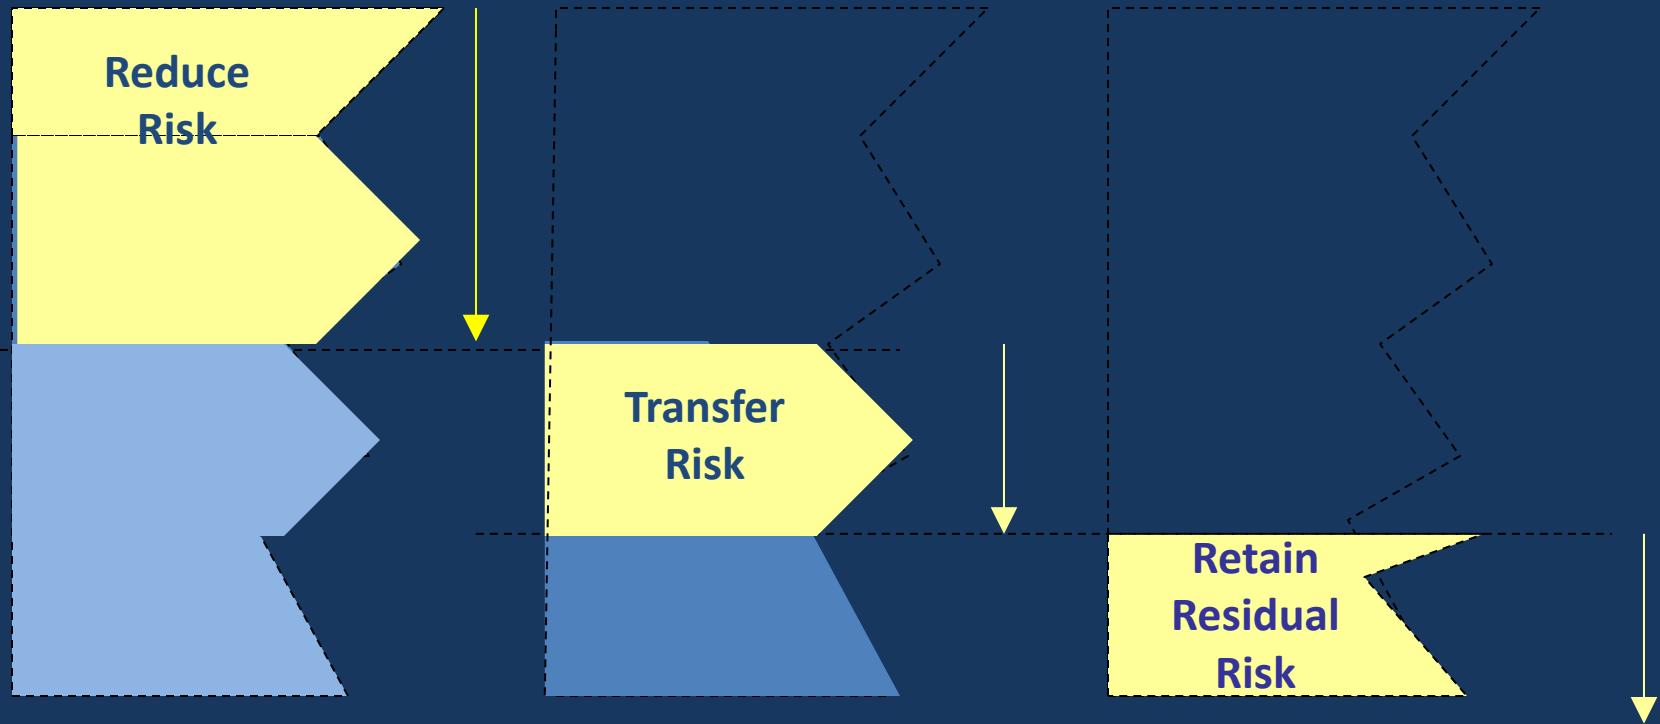 Reduce
Risk
Transfer
Risk
Retain
Residual
Risk